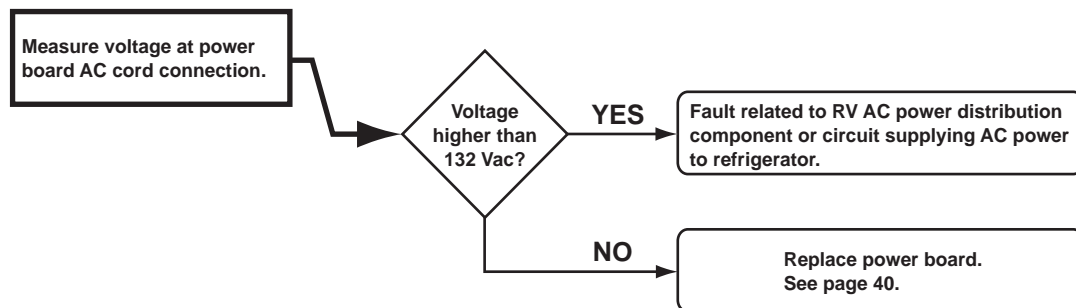 Measure voltage at power
board AC cord connection.
Voltage
higher than
132 Vac?
YES
Fault related to RV AC power distribution
component or circuit supplying AC power
to refrigerator.
NO
Replace power board.
See page 40.